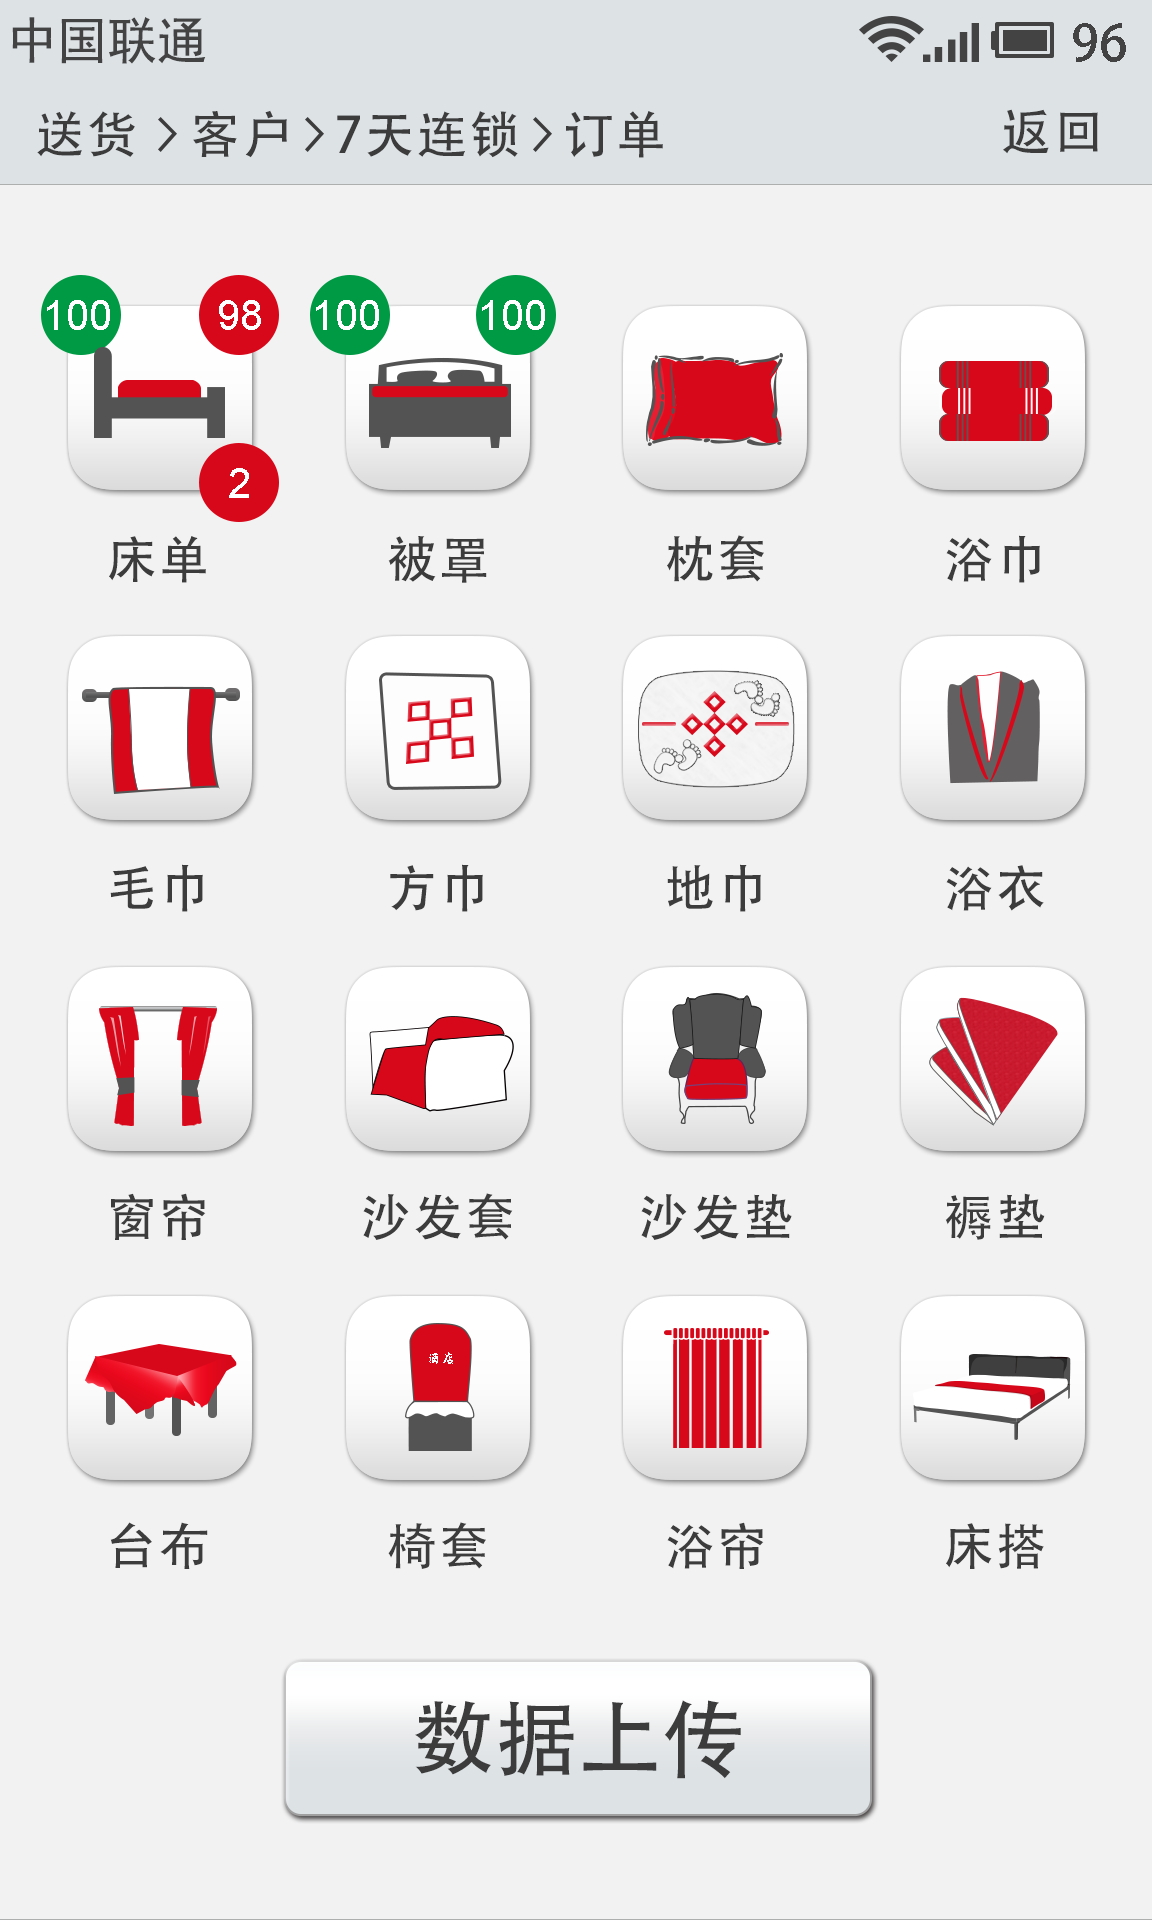 中国联通 96
送货 > 客户 > 7天连锁 > 订单 返回
100 98 100 100
2
床单 被罩 枕套 浴巾
毛巾 方巾 地巾 浴衣
窗帘 沙发套 沙发垫 褥垫
酒店
台布 椅套 浴帘 床搭
数据上传